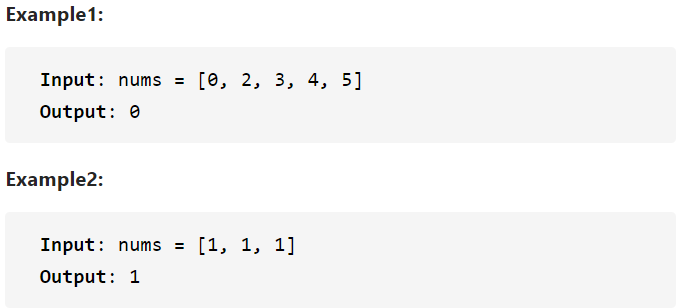 Example1:
Input: nums = [0, 2, 3, 4, 5]
Output: 0
Example2:
Input: nums = [1, 1, 1]
Output: 1